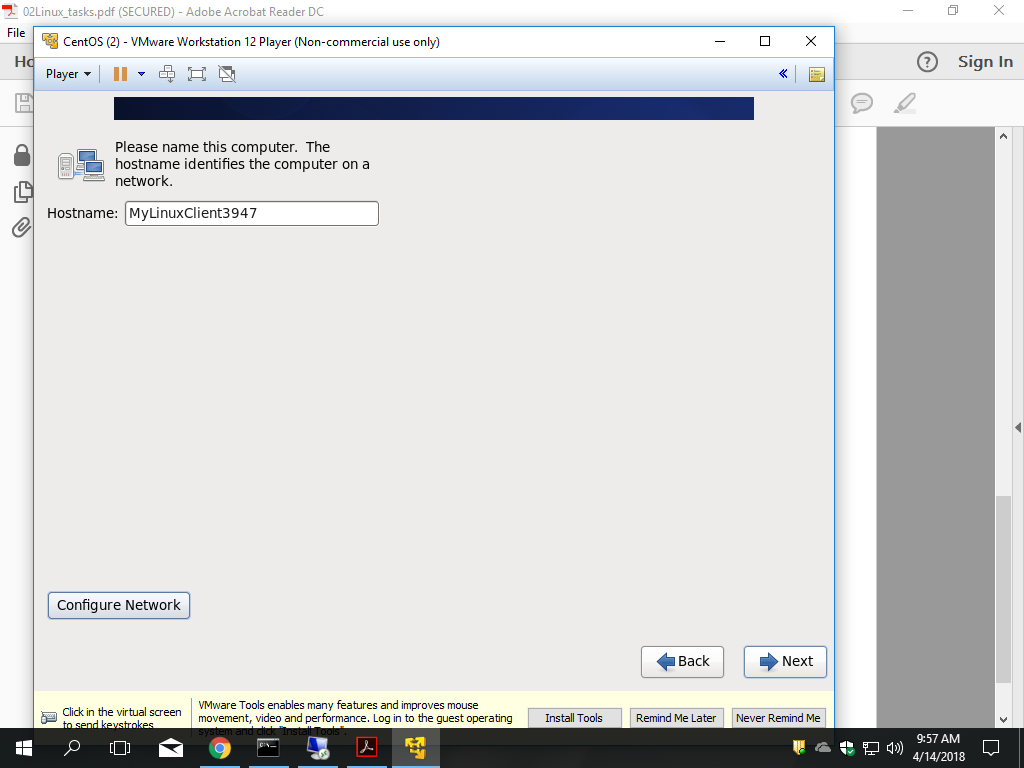 02Linux_tasks.pdf (SECURED) - Adobe Acrobat Reader DC
File
CentOS (2) - VMware Workstation 12 Player (Non-commercial use only)
Ho
Sign In
Player
Please name this computer. The
hostname identifies the computer on a
network.
Hostname: MyLinuxClient3947
Configure Network
Back
Next
Click in the virtual screen
to send keystrokes
VMware Tools enables many features and improves mouse
movement, video and performance. Log in to the guest operating
system and click "Install Tools".
Install Tools
Remind Me Later
Never Remind Me
9:57 AM
4/14/2018